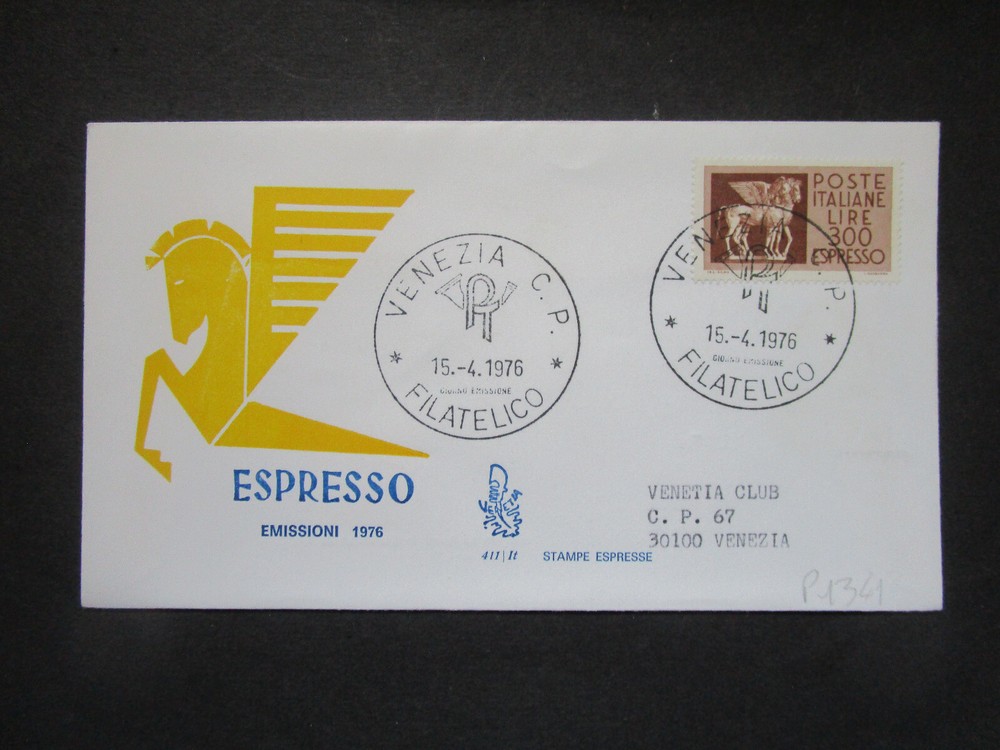 POSTE
ITALIANE
LIRE
300
ESPRESSO
VENEZIA C.P.
15.-4.1976
GIORNO EMISSIONE
FILATELICO
VENEZIA C.P.
15.-4.1976
GIORNO EMISSIONE
FILATELICO
ESPRESSO
EMISSIONI 1976
411|It STAMPE ESPRESSE
VENETIA CLUB
C. P. 67
30100 VENEZIA